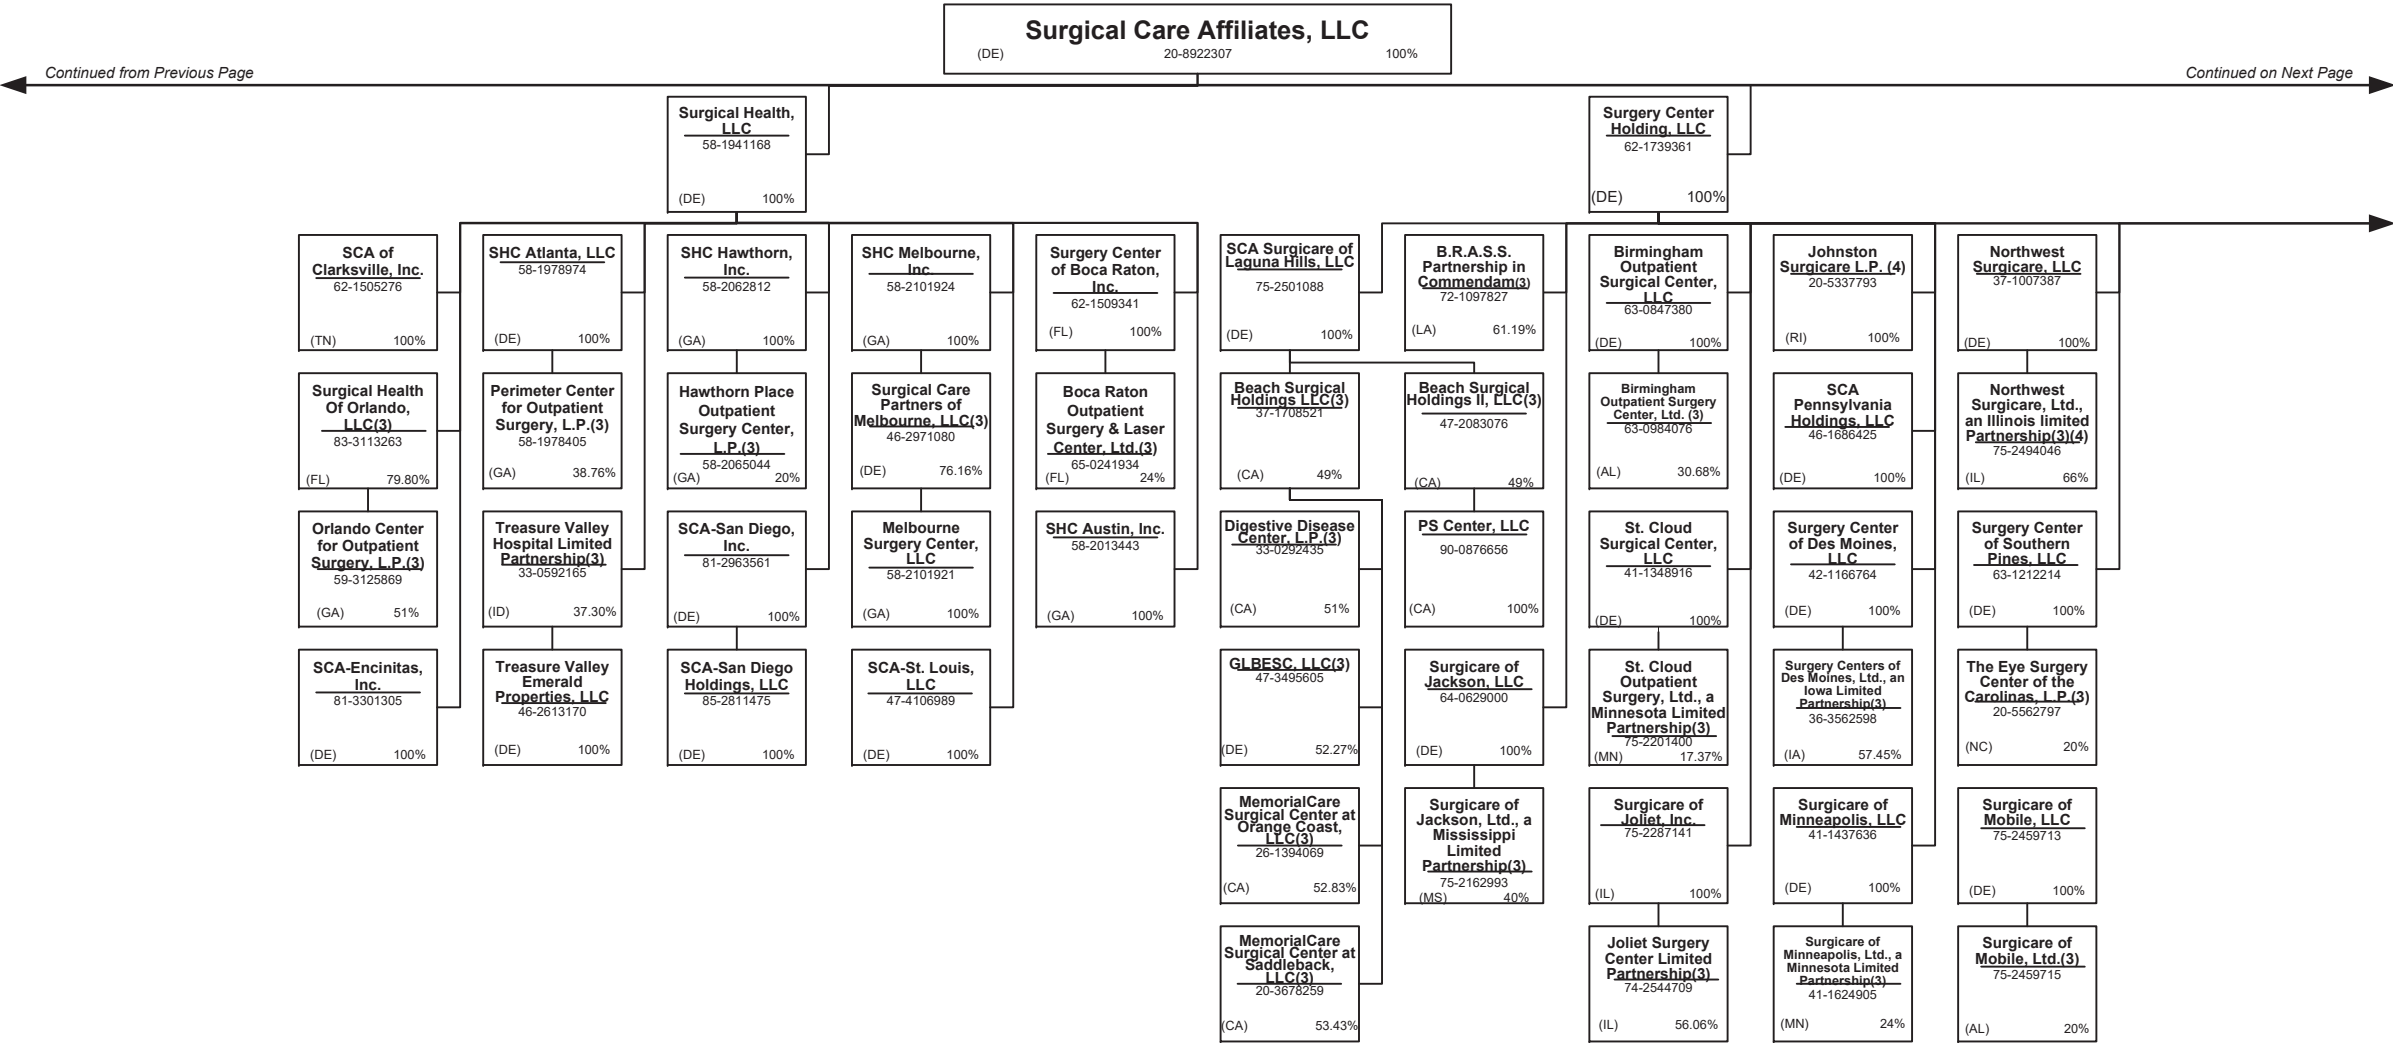 Surgical Care Affiliates, LLC
(DE) 20-8922307 100%
Continued from Previous Page
Continued on Next Page
Surgical Health,
LLC
58-1941168
(DE) 100%
Surgery Center
Holding, LLC
62-1739361
(DE) 100%
SCA of
Clarksville, Inc.
62-1505276
(TN) 100%
SHC Atlanta, LLC
58-1978974
(DE) 100%
SHC Hawthorn,
Inc.
58-2062812
(GA) 100%
SHC Melbourne,
Inc.
58-2101924
(GA) 100%
Surgery Center
of Boca Raton,
Inc.
62-1509341
(FL) 100%
SCA Surgicare of
Laguna Hills, LLC
75-2501088
(DE) 100%
B.R.A.S.S.
Partnership in
Commendam(3)
72-1097827
(LA) 61.19%
Birmingham
Outpatient
Surgical Center,
LLC
63-0847380
(DE) 100%
Johnston
Surgicare L.P. (4)
20-5337793
(RI) 100%
Northwest
Surgicare, LLC
37-1007387
(DE) 100%
Surgical Health
Of Orlando,
LLC(3)
83-3113263
(FL) 79.80%
Perimeter Center
for Outpatient
Surgery, L.P.(3)
58-1978405
(GA) 38.76%
Hawthorn Place
Outpatient
Surgery Center,
L.P.(3)
58-2065044
(GA) 20%
Surgical Care
Partners of
Melbourne, LLC(3)
46-2971080
(DE) 76.16%
Boca Raton
Outpatient
Surgery & Laser
Center, Ltd.(3)
65-0241934
(FL) 24%
Beach Surgical
Holdings LLC(3)
37-1708521
(CA) 49%
Beach Surgical
Holdings II, LLC(3)
47-2083076
(CA) 49%
Birmingham
Outpatient Surgery
Center, Ltd. (3)
63-0984076
(AL) 30.68%
SCA
Pennsylvania
Holdings, LLC
46-1686425
(DE) 100%
Northwest
Surgicare, Ltd.,
an Illinois limited
Partnership(3)(4)
75-2494046
(IL) 66%
Orlando Center
for Outpatient
Surgery, L.P.(3)
59-3125869
(GA) 51%
Treasure Valley
Hospital Limited
Partnership(3)
33-0592165
(ID) 37.30%
SCA-San Diego,
Inc.
81-2963561
(DE) 100%
Melbourne
Surgery Center,
LLC
58-2101921
(GA) 100%
SHC Austin, Inc.
58-2013443
(GA) 100%
Digestive Disease
Center, L.P.(3)
33-0292435
(CA) 51%
PS Center, LLC
90-0876656
(CA) 100%
St. Cloud
Surgical Center,
LLC
41-1348916
(DE) 100%
Surgery Center
of Des Moines,
LLC
42-1166764
(DE) 100%
Surgery Center
of Southern
Pines, LLC
63-1212214
(DE) 100%
SCA-Encinitas,
Inc.
81-3301305
(DE) 100%
Treasure Valley
Emerald
Properties, LLC
46-2613170
(DE) 100%
SCA-San Diego
Holdings, LLC
85-2811475
(DE) 100%
SCA-St. Louis,
LLC
47-4106989
(DE) 100%
GLBESC, LLC(3)
47-3495605
(DE) 52.27%
Surgicare of
Jackson, LLC
64-0629000
(DE) 100%
St. Cloud
Outpatient
Surgery, Ltd., a
Minnesota Limited
Partnership(3)
75-2201400
(MN) 17.37%
Surgery Centers of
Des Moines, Ltd., an
Iowa Limited
Partnership(3)
36-3562598
(IA) 57.45%
The Eye Surgery
Center of the
Carolinas, L.P.(3)
20-5562797
(NC) 20%
MemorialCare
Surgical Center at
Orange Coast,
LLC(3)
26-1394069
(CA) 52.83%
Surgicare of
Jackson, Ltd., a
Mississippi
Limited
Partnership(3)
75-2162993
(MS) 40%
Surgicare of
Joliet, Inc.
75-2287141
(IL) 100%
Surgicare of
Minneapolis, LLC
41-1437636
(DE) 100%
Surgicare of
Mobile, LLC
75-2459713
(DE) 100%
MemorialCare
Surgical Center at
Saddleback,
LLC(3)
20-3678259
(CA) 53.43%
Joliet Surgery
Center Limited
Partnership(3)
74-2544709
(IL) 56.06%
Surgicare of
Minneapolis, Ltd., a
Minnesota Limited
Partnership(3)
41-1624905
(MN) 24%
Surgicare of
Mobile, Ltd.(3)
75-2459715
(AL) 20%